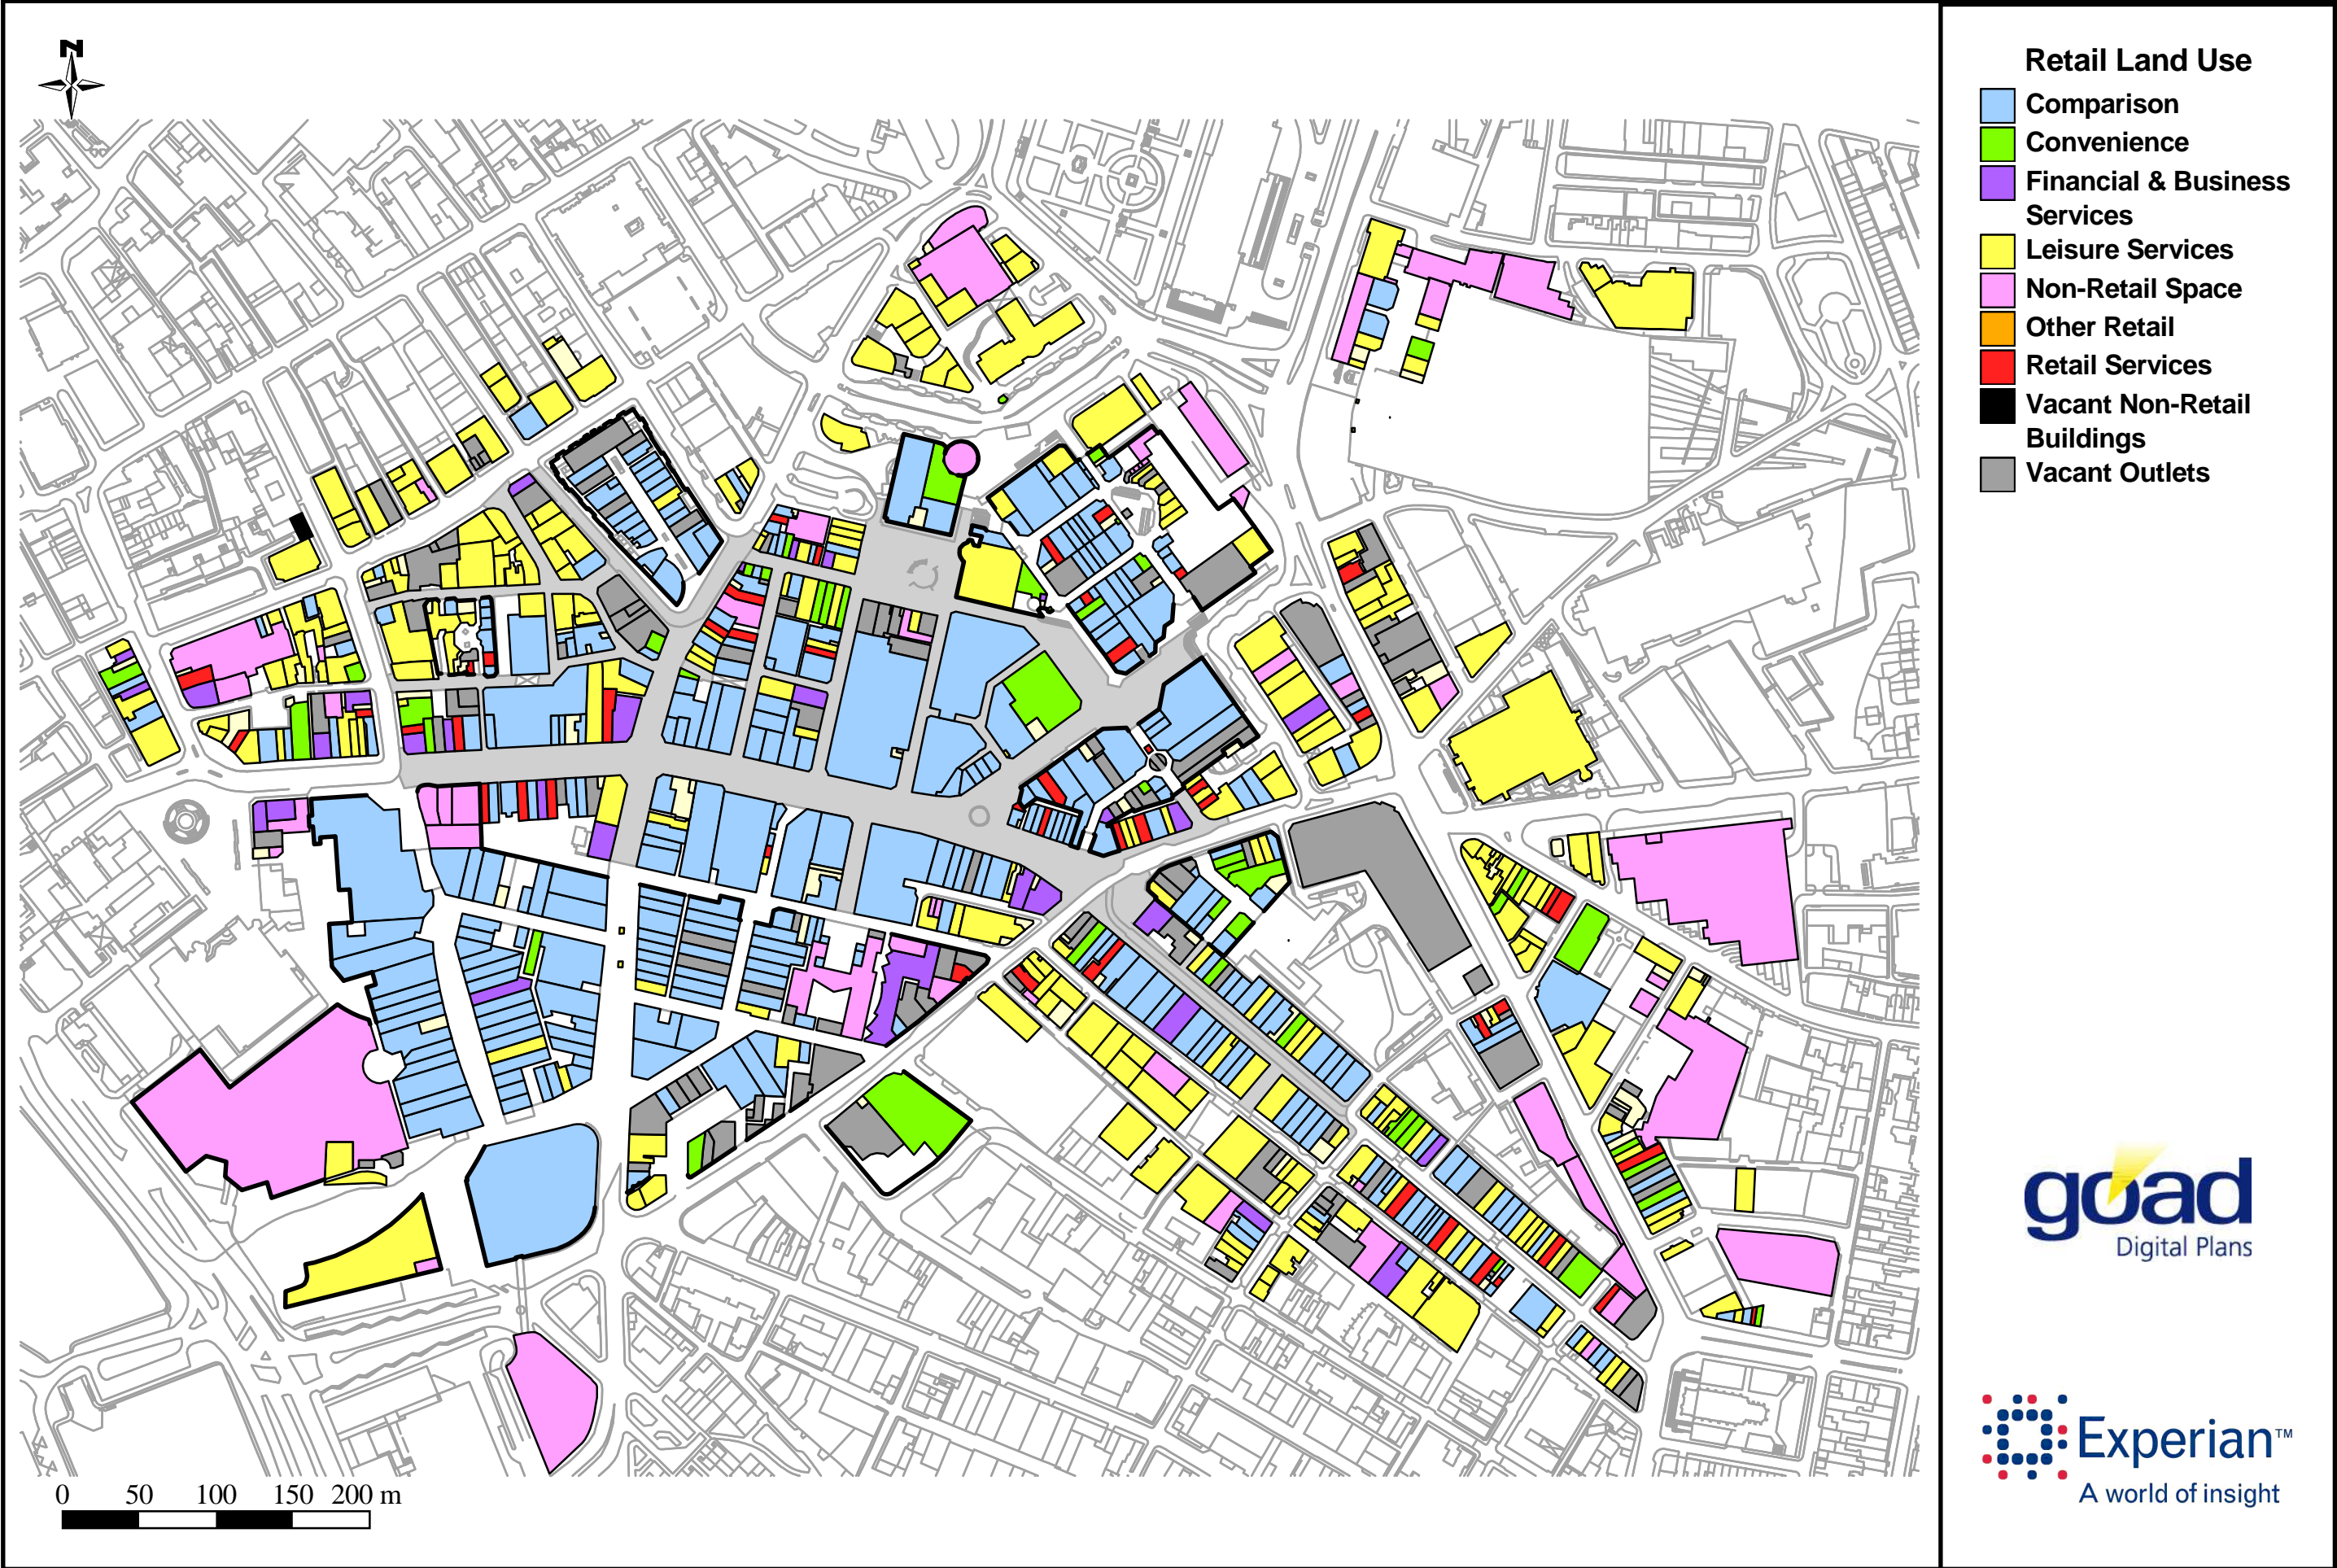 N
Retail Land Use
Comparison
Convenience
Financial & Business
Services
Leisure Services
Non-Retail Space
Other Retail
Retail Services
Vacant Non-Retail
Buildings
Vacant Outlets
goad
Digital Plans
Experian™
A world of insight
0 50 100 150 200 m